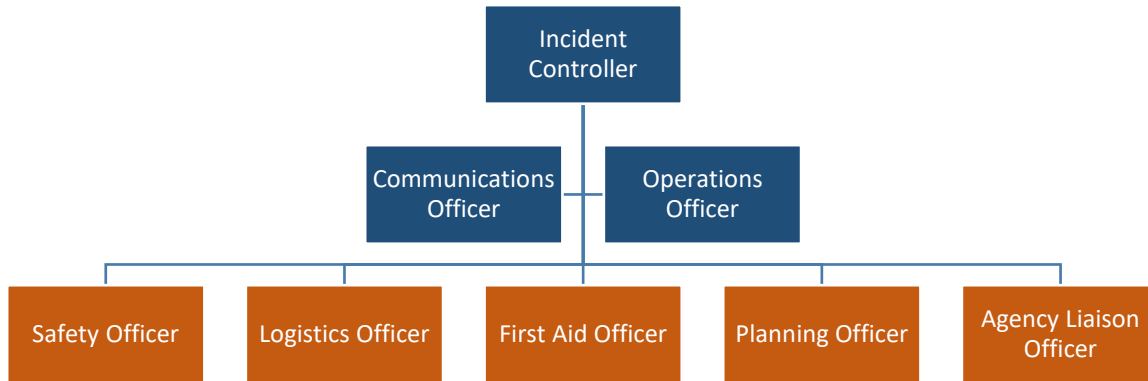 Incident
Controller
Communications
Officer
Operations
Officer
Safety Officer
Logistics Officer
First Aid Officer
Planning Officer
Agency Liaison
Officer